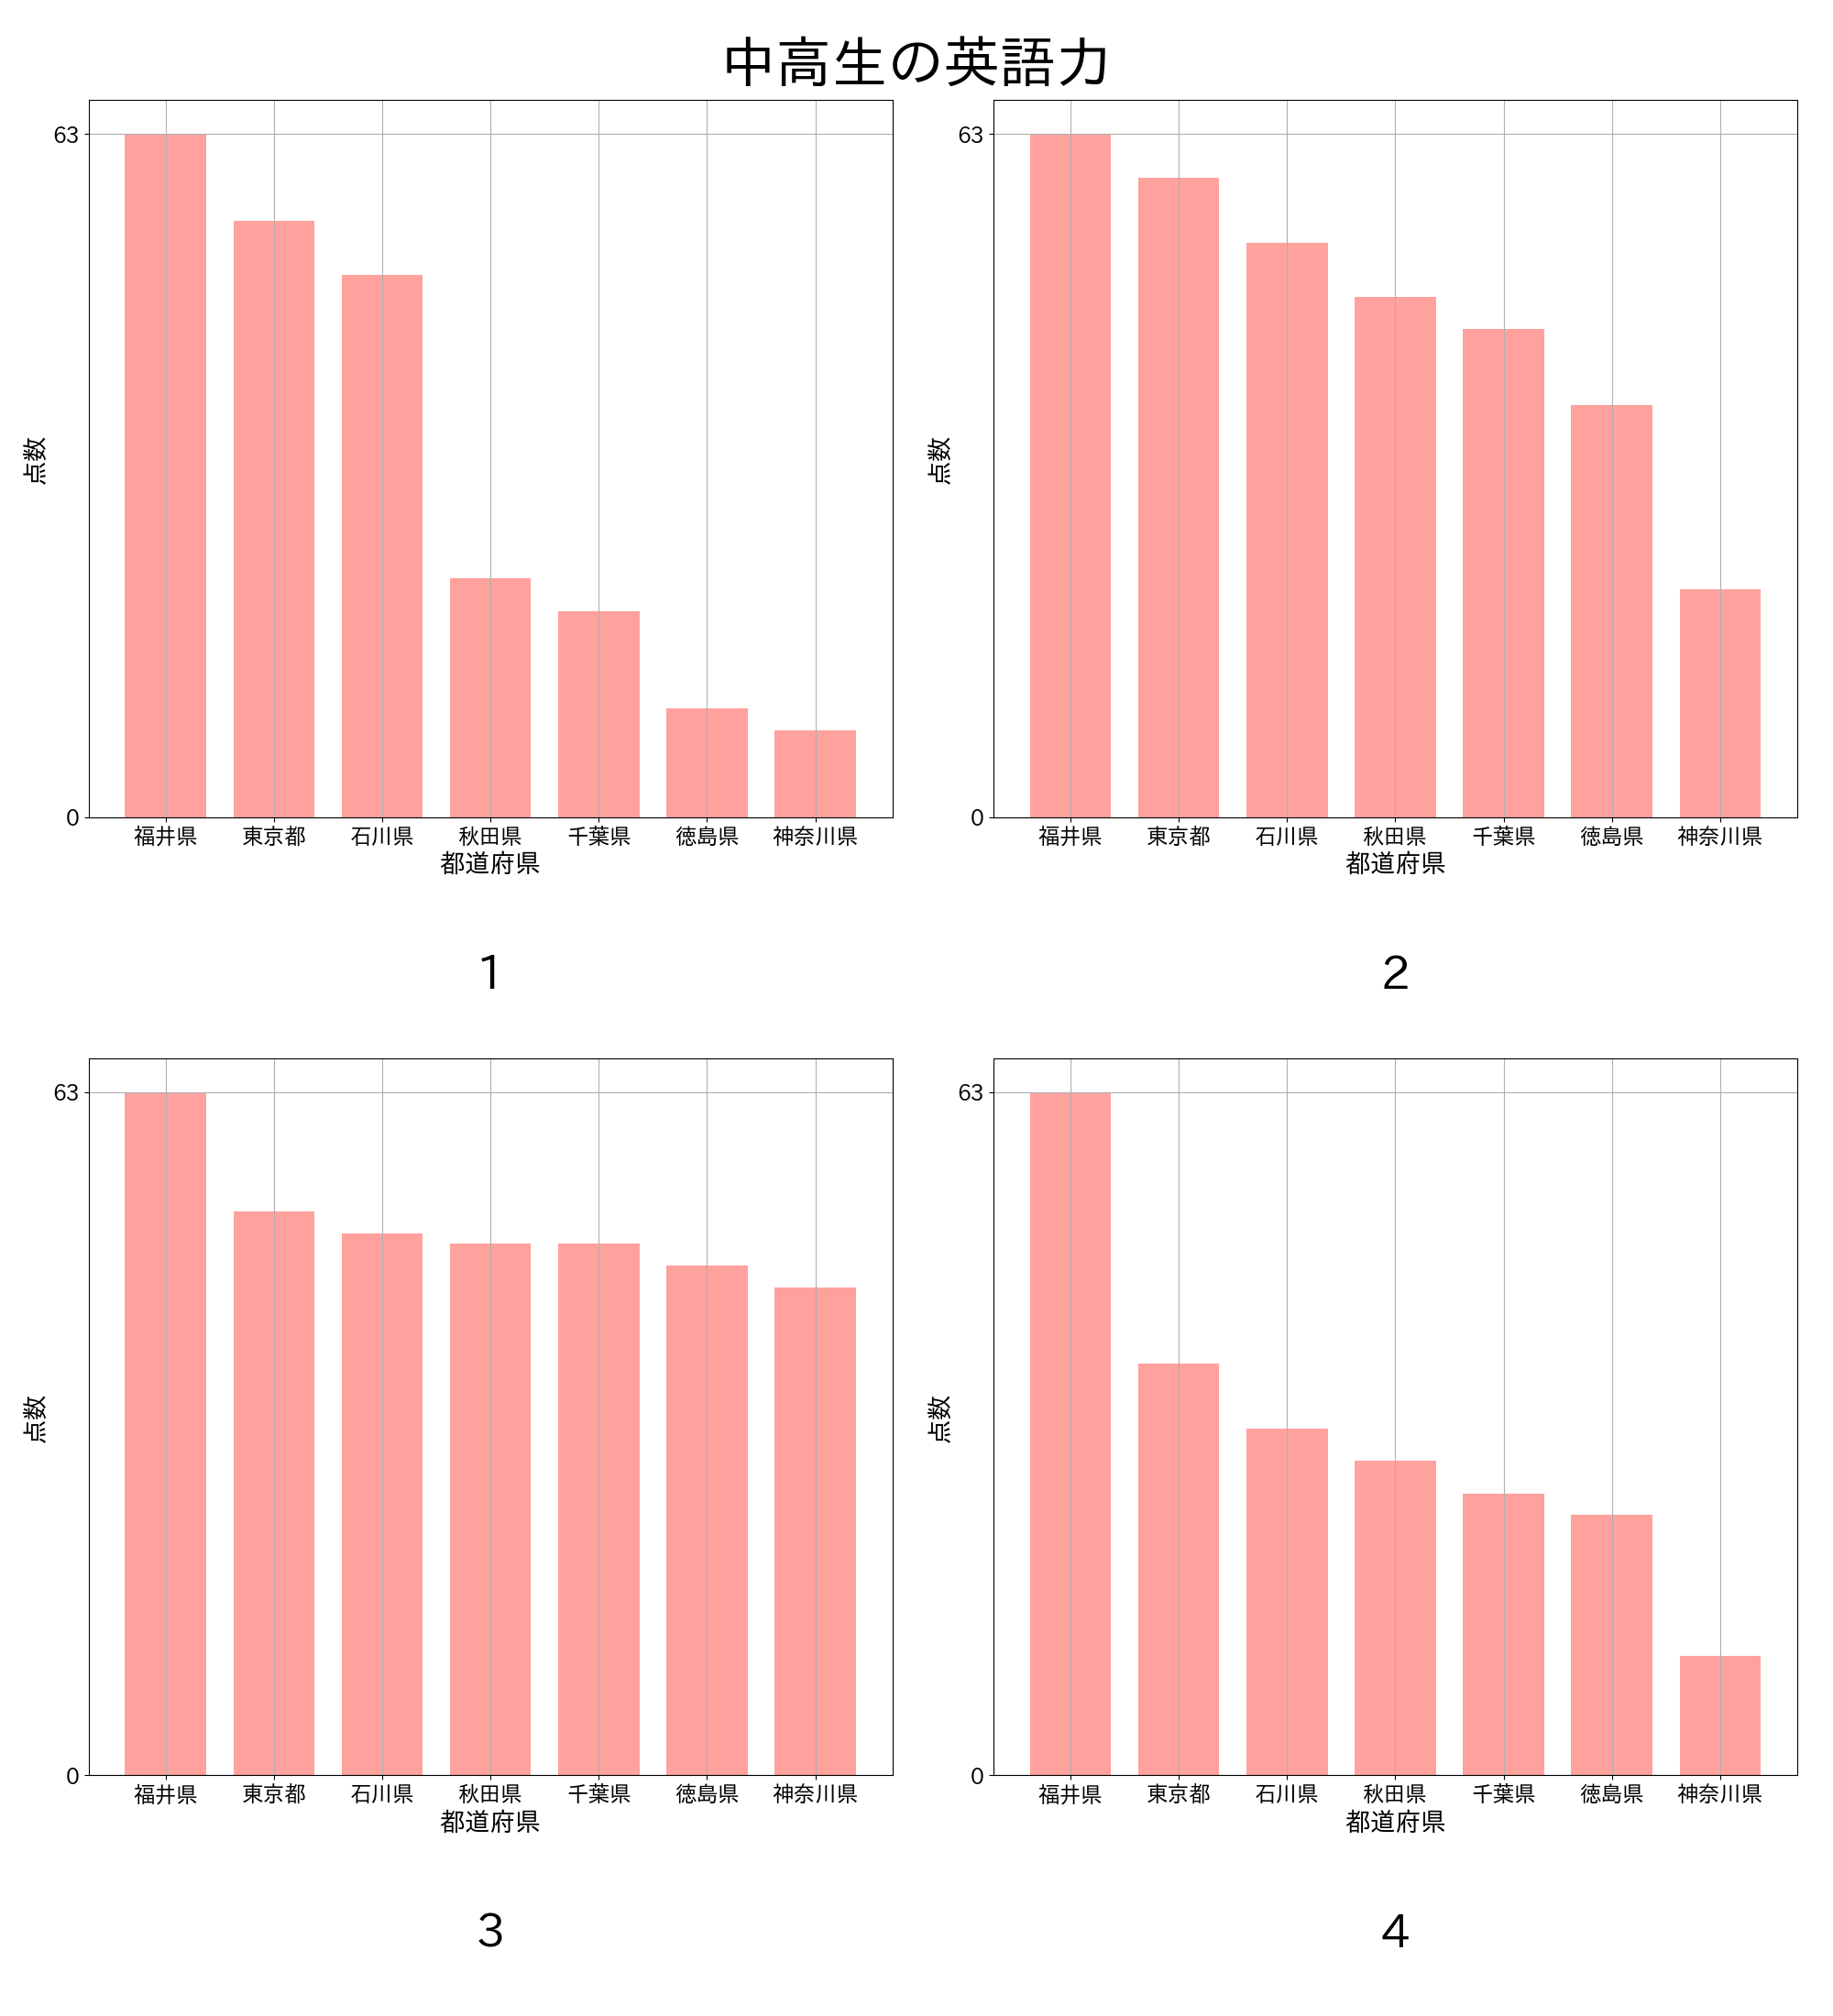 中高生の英語力
63
0
点数
福井県 東京都 石川県 秋田県 千葉県 徳島県 神奈川県
都道府県
1
63
0
点数
福井県 東京都 石川県 秋田県 千葉県 徳島県 神奈川県
都道府県
2
63
0
点数
福井県 東京都 石川県 秋田県 千葉県 徳島県 神奈川県
都道府県
3
63
0
点数
福井県 東京都 石川県 秋田県 千葉県 徳島県 神奈川県
都道府県
4